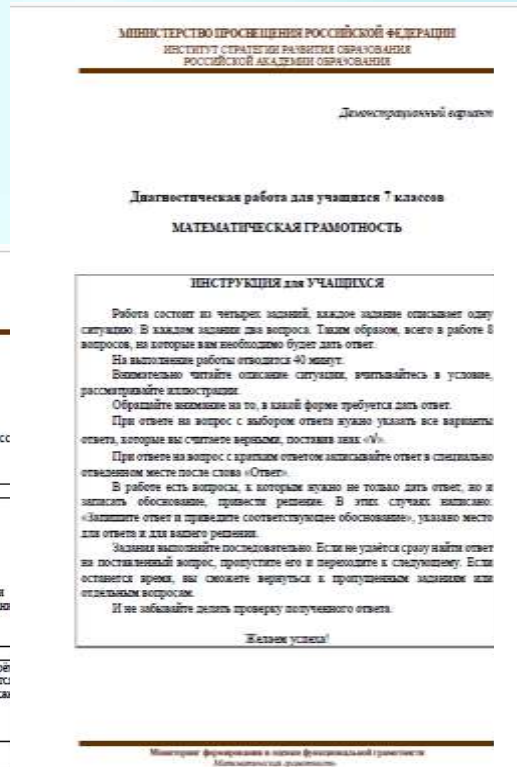 МИНИСТЕРСТВО ПРОСВЕЩЕНИЯ РОССИЙСКОЙ ФЕДЕРАЦИИ
ИНСТИТУТ СТРАТЕГИИ РАЗВИТИЯ ОБРАЗОВАНИЯ
РОССИЙСКОЙ АКАДЕМИИ ОБРАЗОВАНИЯ
Демонстрационный вариант
Диагностическая работа для учащихся 7 классов
МАТЕМАТИЧЕСКАЯ ГРАМОТНОСТЬ
ИНСТРУКЦИЯ для УЧАЩИХСЯ
Работа состоит из четырех заданий, каждое задание описывает одну
ситуацию. В каждом задании два вопроса. Таким образом, всего в работе 8
вопросов, на которые вам необходимо будет дать ответ.
На выполнение работы отводится 40 минут.
Внимательно читайте описание ситуации, вчитывайтесь в условие,
рассматривайте иллюстрации.
Обращайте внимание на то, в какой форме требуется дать ответ.
При ответе на вопрос с выбором ответа нужно указать все варианты
ответа, которые вы считаете верными, поставив знак «√».
При ответе на вопрос с кратким ответом записывайте ответ в специально
отведенном месте после слова «Ответ».
В работе есть вопросы, к которым нужно не только дать ответ, но и
записать обоснование, привести решение. В этих случаях написано:
«Запишите ответ и приведите соответствующее обоснование», указано место
для ответа и для вашего решения.
Задания выполняйте последовательно. Если не удаётся сразу найти ответ
на поставленный вопрос, пропустите его и переходите к следующему. Если
останется время, вы сможете вернуться к пропущенным заданиям или
отдельным вопросам.
И не забывайте делать проверку полученного ответа.
Желаем успеха!
Мониторинг формирования и оценки функциональной грамотности
Математическая грамотность